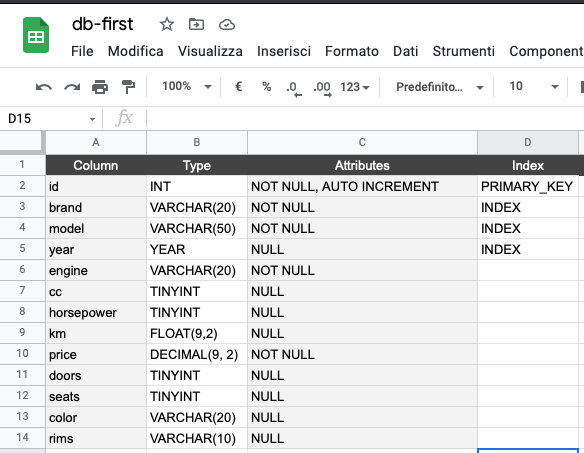 db-first
File Modifica Visualizza Inserisci Formato Dati Strumenti Component
100% € % .0 .00 123 Predefinito... 10
D15 fx
A B C D
1 Column Type Attributes Index
2 id INT NOT NULL, AUTO INCREMENT PRIMARY_KEY
3 brand VARCHAR(20) NOT NULL INDEX
4 model VARCHAR(50) NOT NULL INDEX
5 year YEAR NULL INDEX
6 engine VARCHAR(20) NOT NULL
7 cc TINYINT NULL
8 horsepower TINYINT NULL
9 km FLOAT(9,2) NULL
10 price DECIMAL(9, 2) NOT NULL
11 doors TINYINT NULL
12 seats TINYINT NULL
13 color VARCHAR(20) NULL
14 rims VARCHAR(10) NULL